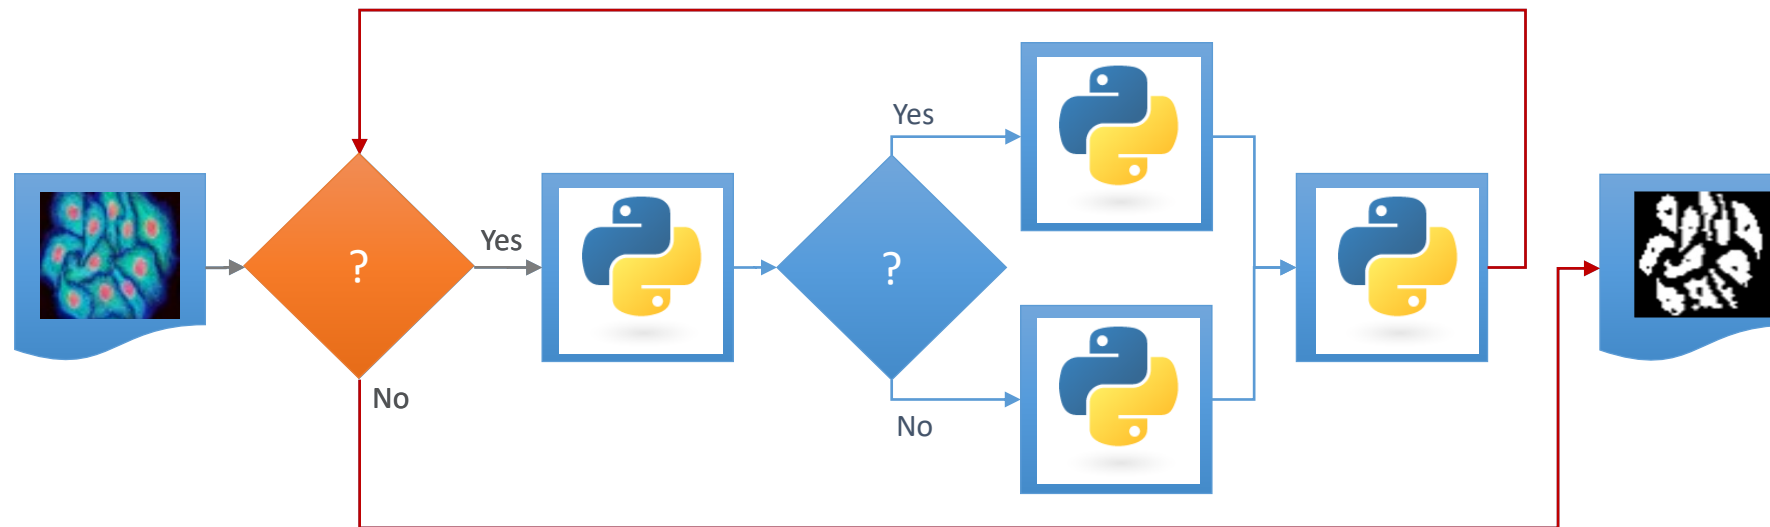 Yes
?
Yes
?
No
No